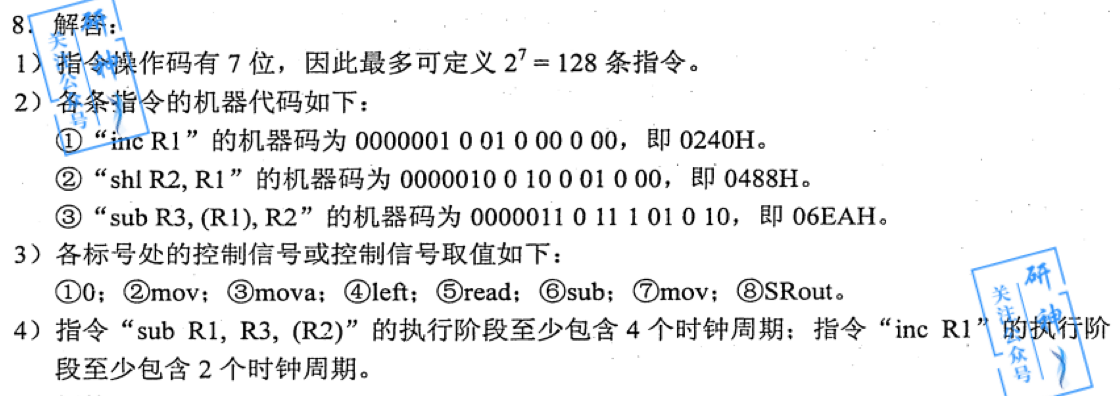 8. 解答：
1）指令操作码有 7 位，因此最多可定义 2⁷ = 128 条指令。
2）各条指令的机器代码如下：
①“inc R1”的机器码为 0000001 0 01 0 00 0 00，即 0240H。
②“shl R2, R1”的机器码为 0000010 0 10 0 01 0 00，即 0488H。
③“sub R3, (R1), R2”的机器码为 0000011 0 11 1 01 0 10，即 06EAH。
3）各标号处的控制信号或控制信号取值如下：
①0；②mov；③mova；④left；⑤read；⑥sub；⑦mov；⑧SRout。
4）指令“sub R1, R3, (R2)”的执行阶段至少包含 4 个时钟周期；指令“inc R1”的执行阶
段至少包含 2 个时钟周期。
关注公众号
研神
关注公众号
研神